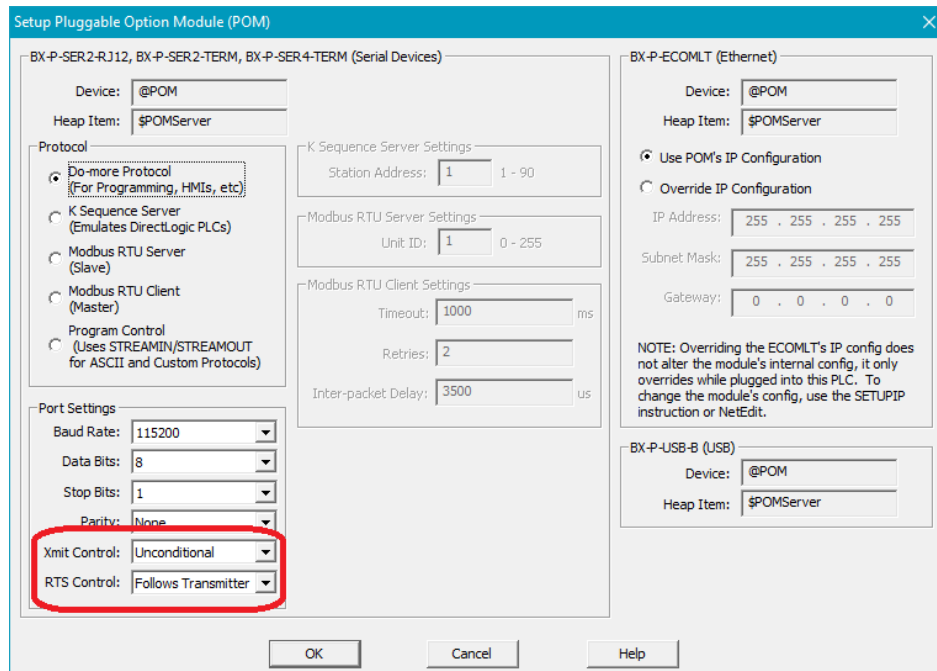 Setup Pluggable Option Module (POM)
BX-P-SER2-RJ12, BX-P-SER2-TERM, BX-P-SER4-TERM (Serial Devices)
Device: @POM
Heap Item: $POMServer
Protocol
Do-more Protocol
(For Programming, HMIs, etc)
K Sequence Server
(Emulates DirectLogic PLCs)
Modbus RTU Server
(Slave)
Modbus RTU Client
(Master)
Program Control
(Uses STREAMIN/STREAMOUT
for ASCII and Custom Protocols)
K Sequence Server Settings
Station Address: 1 1 - 90
Modbus RTU Server Settings
Unit ID: 1 0 - 255
Modbus RTU Client Settings
Timeout: 1000 ms
Retries: 2
Inter-packet Delay: 3500 us
Port Settings
Baud Rate: 115200
Data Bits: 8
Stop Bits: 1
Parity: None
Xmit Control: Unconditional
RTS Control: Follows Transmitter
BX-P-ECOMLT (Ethernet)
Device: @POM
Heap Item: $POMServer
Use POM's IP Configuration
Override IP Configuration
IP Address: 255 . 255 . 255 . 255
Subnet Mask: 255 . 255 . 255 . 255
Gateway: 0 . 0 . 0 . 0
NOTE: Overriding the ECOMLT's IP config does
not alter the module's internal config, it only
overrides while plugged into this PLC. To
change the module's config, use the SETUPIP
instruction or NetEdit.
BX-P-USB-B (USB)
Device: @POM
Heap Item: $POMServer
OK
Cancel
Help